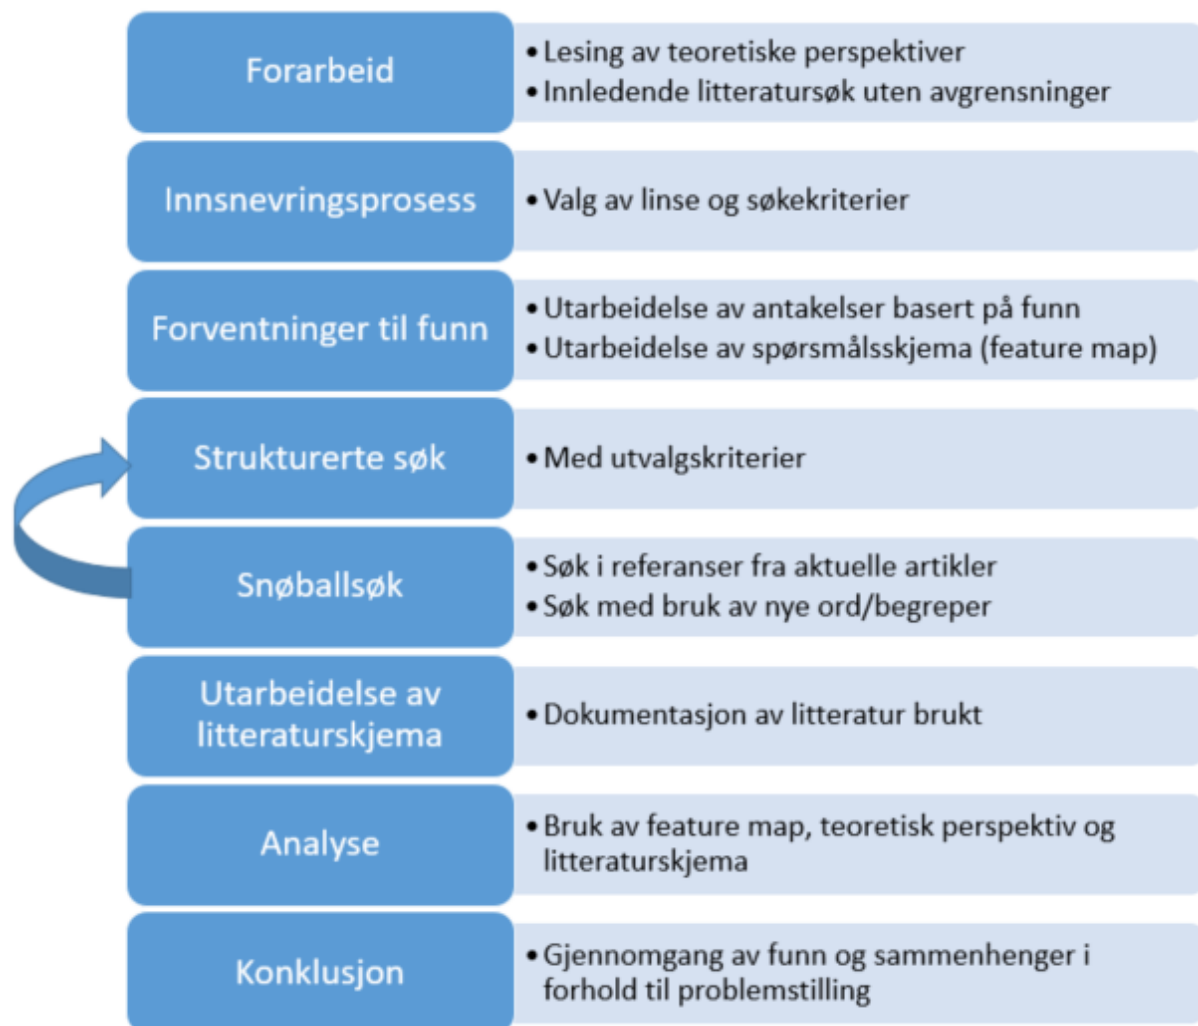 Forarbeid
• Lesing av teoretiske perspektiver
• Innledende litteratursøk uten avgrensninger
Innsnevringsprosess
• Valg av linse og søkekriterier
Forventninger til funn
• Utarbeidelse av antakelser basert på funn
• Utarbeidelse av spørsmålsskjema (feature map)
Strukturerte søk
• Med utvalgskriterier
Snøballsøk
• Søk i referanser fra aktuelle artikler
• Søk med bruk av nye ord/begreper
Utarbeidelse av
litteraturskjema
• Dokumentasjon av litteratur brukt
Analyse
• Bruk av feature map, teoretisk perspektiv og
litteraturskjema
Konklusjon
• Gjennomgang av funn og sammenhenger i
forhold til problemstilling